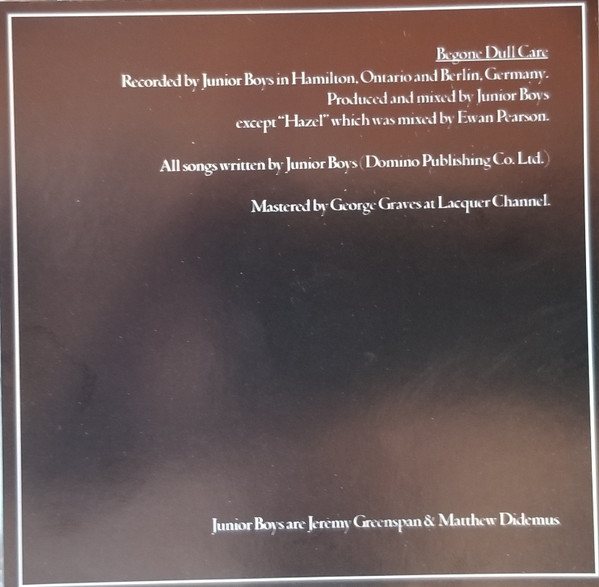 Begone Dull Care
Recorded by Junior Boys in Hamilton, Ontario and Berlin, Germany.
Produced and mixed by Junior Boys
except "Hazel" which was mixed by Ewan Pearson.
All songs written by Junior Boys (Domino Publishing Co. Ltd.)
Mastered by George Graves at Lacquer Channel.
Junior Boys are Jeremy Greenspan & Matthew Didemus